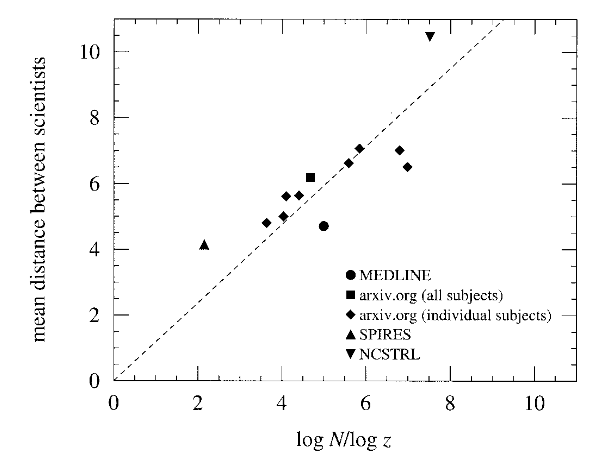 mean distance between scientists
10
8
6
4
2
0
MEDLINE
arxiv.org (all subjects)
arxiv.org (individual subjects)
SPIRES
NCSTRL
0 2 4 6 8 10
log N/log z